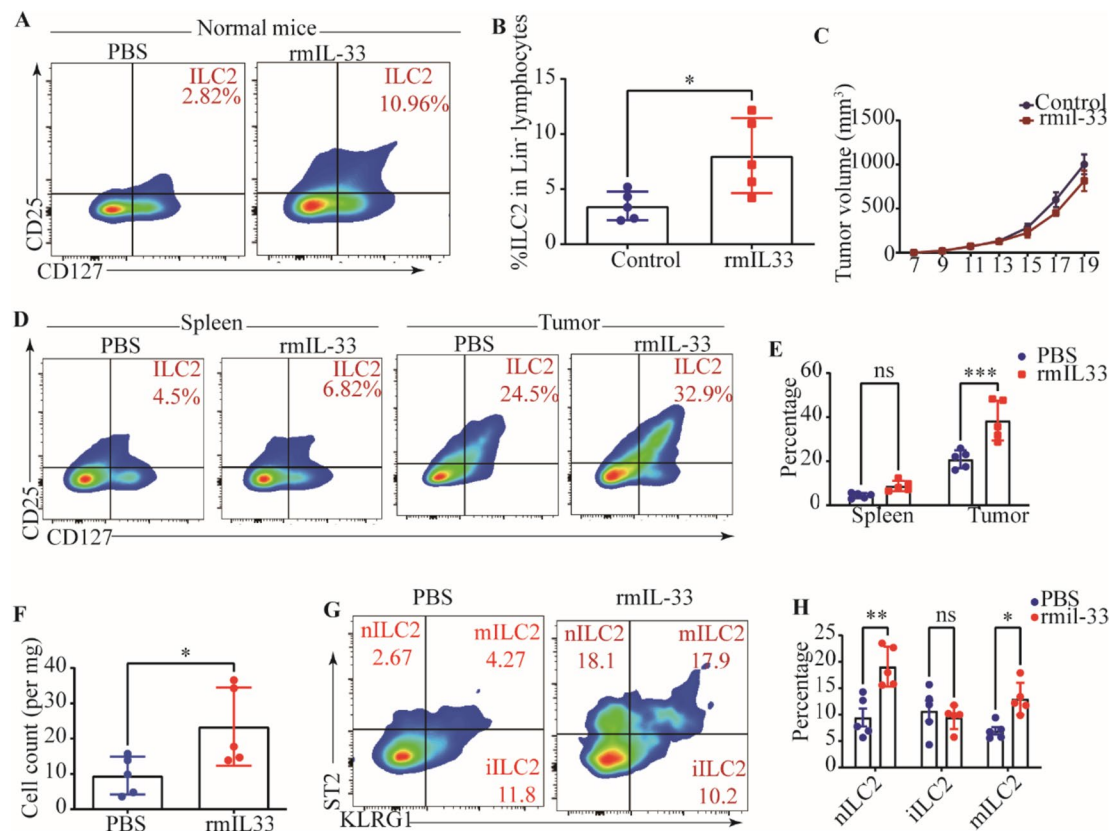 A
Normal mice
PBS
rmIL-33
ILC2
2.82%
ILC2
10.96%
CD25
CD127
B
%ILC2 in Lin- lymphocytes
15
10
5
0
*
Control
rmIL33
C
Tumor volume (mm³)
1000
500
0
Control
rmil-33
7 9 11 13 15 17 19
D
Spleen
Tumor
PBS
rmIL-33
PBS
rmIL-33
ILC2
4.5%
ILC2
6.82%
ILC2
24.5%
ILC2
32.9%
CD25
CD127
E
Percentage
60
40
20
0
ns
***
PBS
rmIL33
Spleen
Tumor
F
Cell count (per mg)
40
30
20
10
0
*
PBS
rmIL33
G
PBS
rmIL-33
nILC2
2.67
mILC2
4.27
iILC2
11.8
nILC2
18.1
mILC2
17.9
iILC2
10.2
ST2
KLRG1
H
Percentage
25
20
15
10
5
0
**
ns
*
PBS
rmil-33
nILC2
iILC2
mILC2